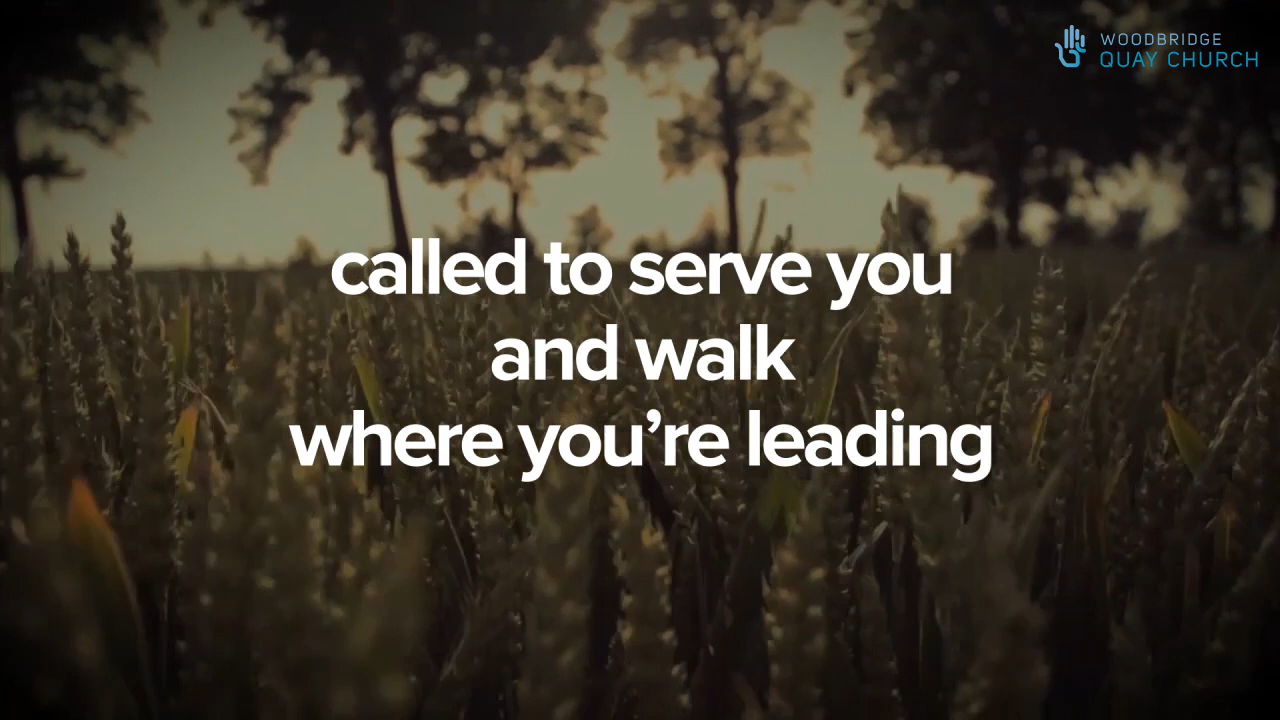 WOODBRIDGE
QUAY CHURCH
called to serve you
and walk
where you’re leading